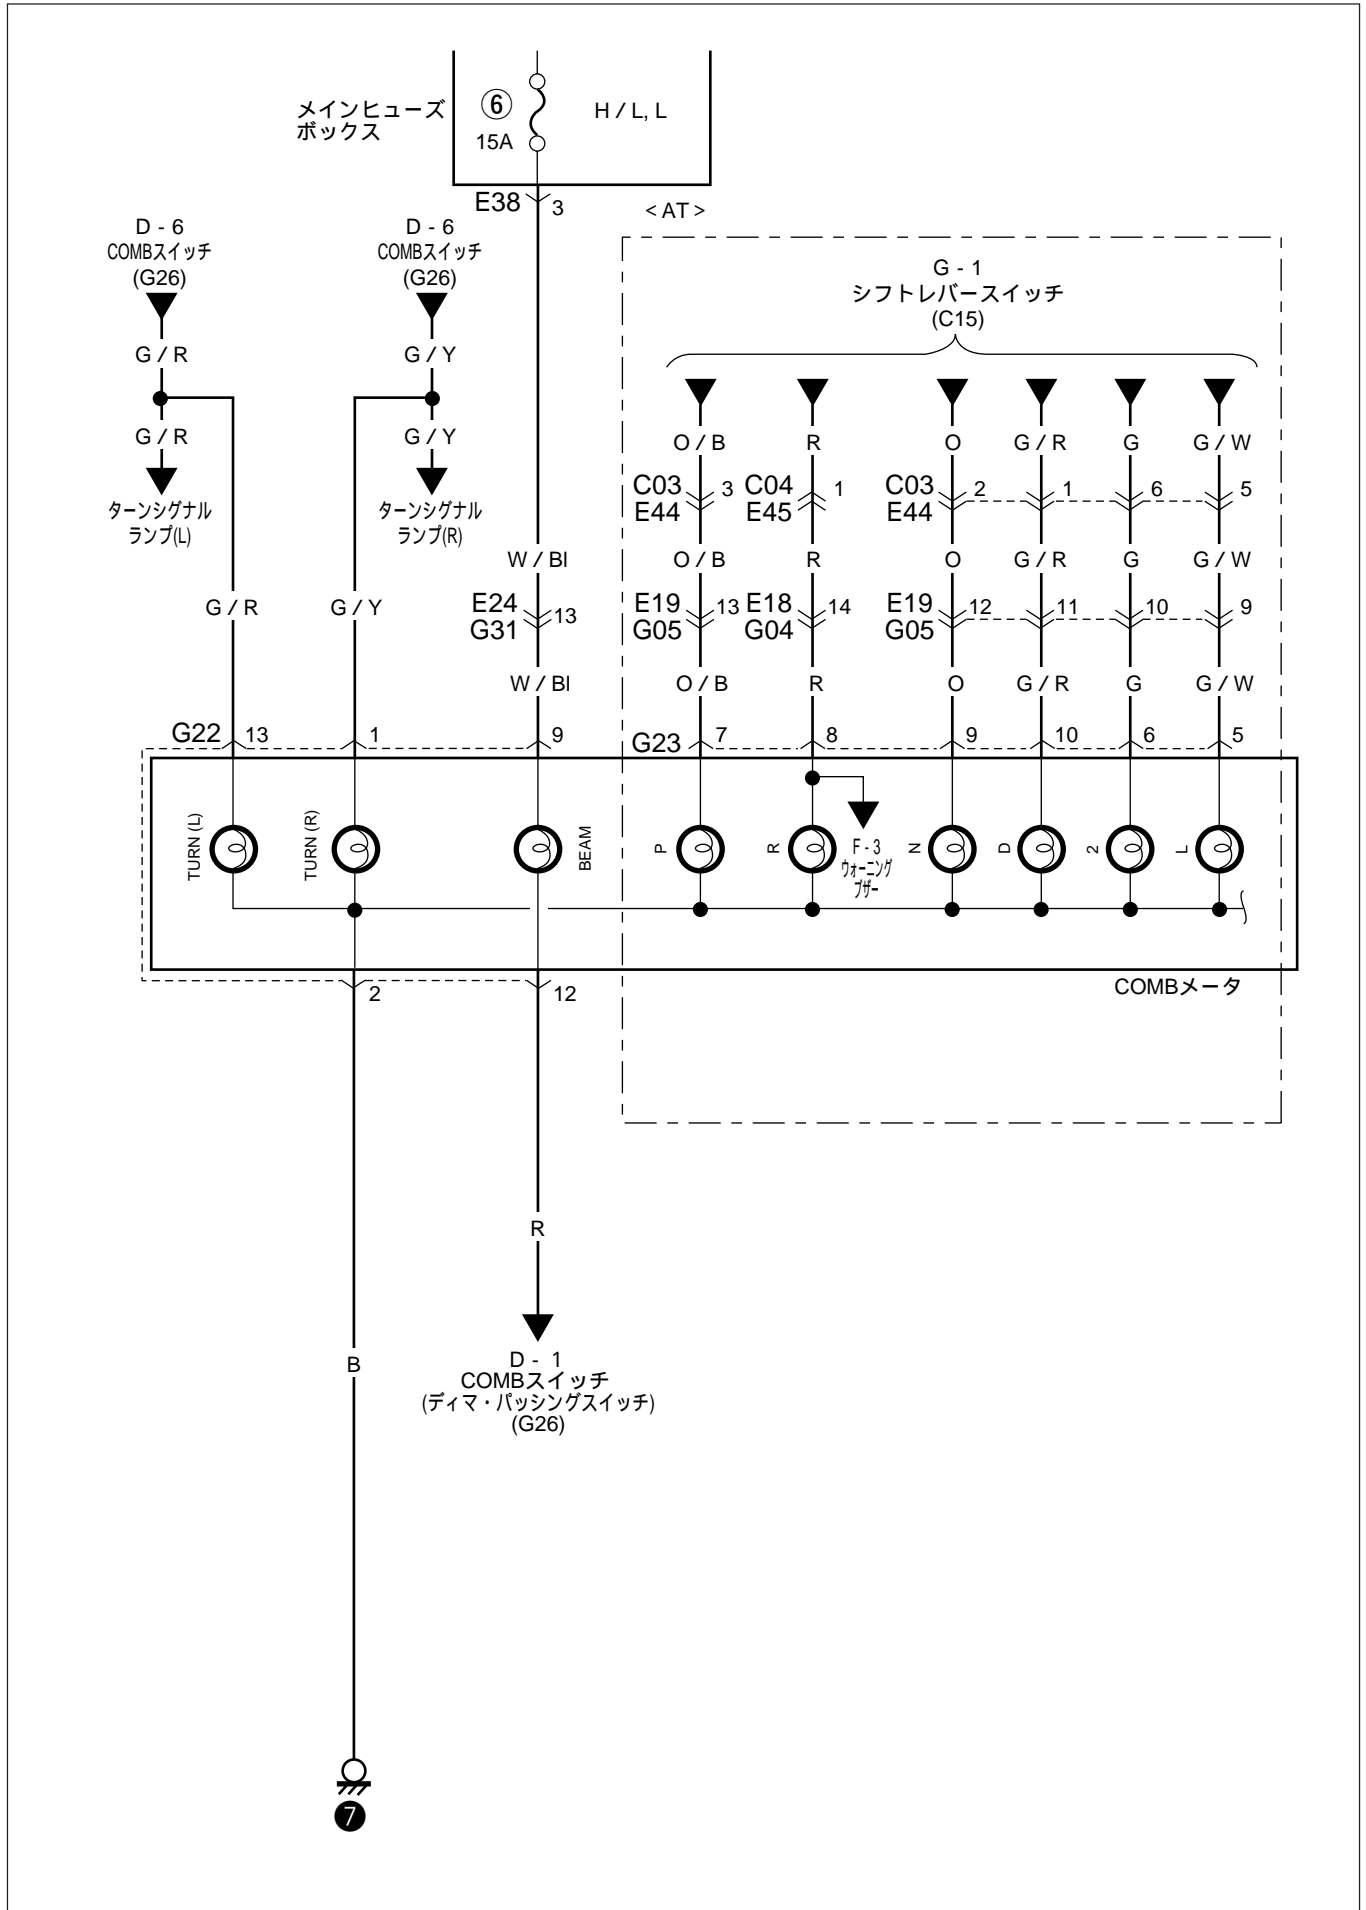 メインヒューズ
ボックス
⑥
15A
H / L, L
E38
3
< AT >
D - 6
COMBスイッチ
(G26)
D - 6
COMBスイッチ
(G26)
G - 1
シフトレバースイッチ
(C15)
G / R
G / Y
G / R
G / Y
ターンシグナル
ランプ(L)
ターンシグナル
ランプ(R)
O / B
R
O
G / R
G
G / W
C03
E44
3
C04
E45
1
C03
E44
2
1
6
5
W / Bl
O / B
R
O
G / R
G
G / W
G / R
G / Y
E24
G31
13
E19
G05
13
E18
G04
14
E19
G05
12
11
10
9
W / Bl
O / B
R
O
G / R
G
G / W
G22
13
1
9
G23
7
8
9
10
6
5
TURN (L)
TURN (R)
BEAM
P
R
F - 3
ウォーニング
ブザー
N
D
2
L
2
12
COMBメータ
R
B
D - 1
COMBスイッチ
(ディマ・パッシングスイッチ)
(G26)
7